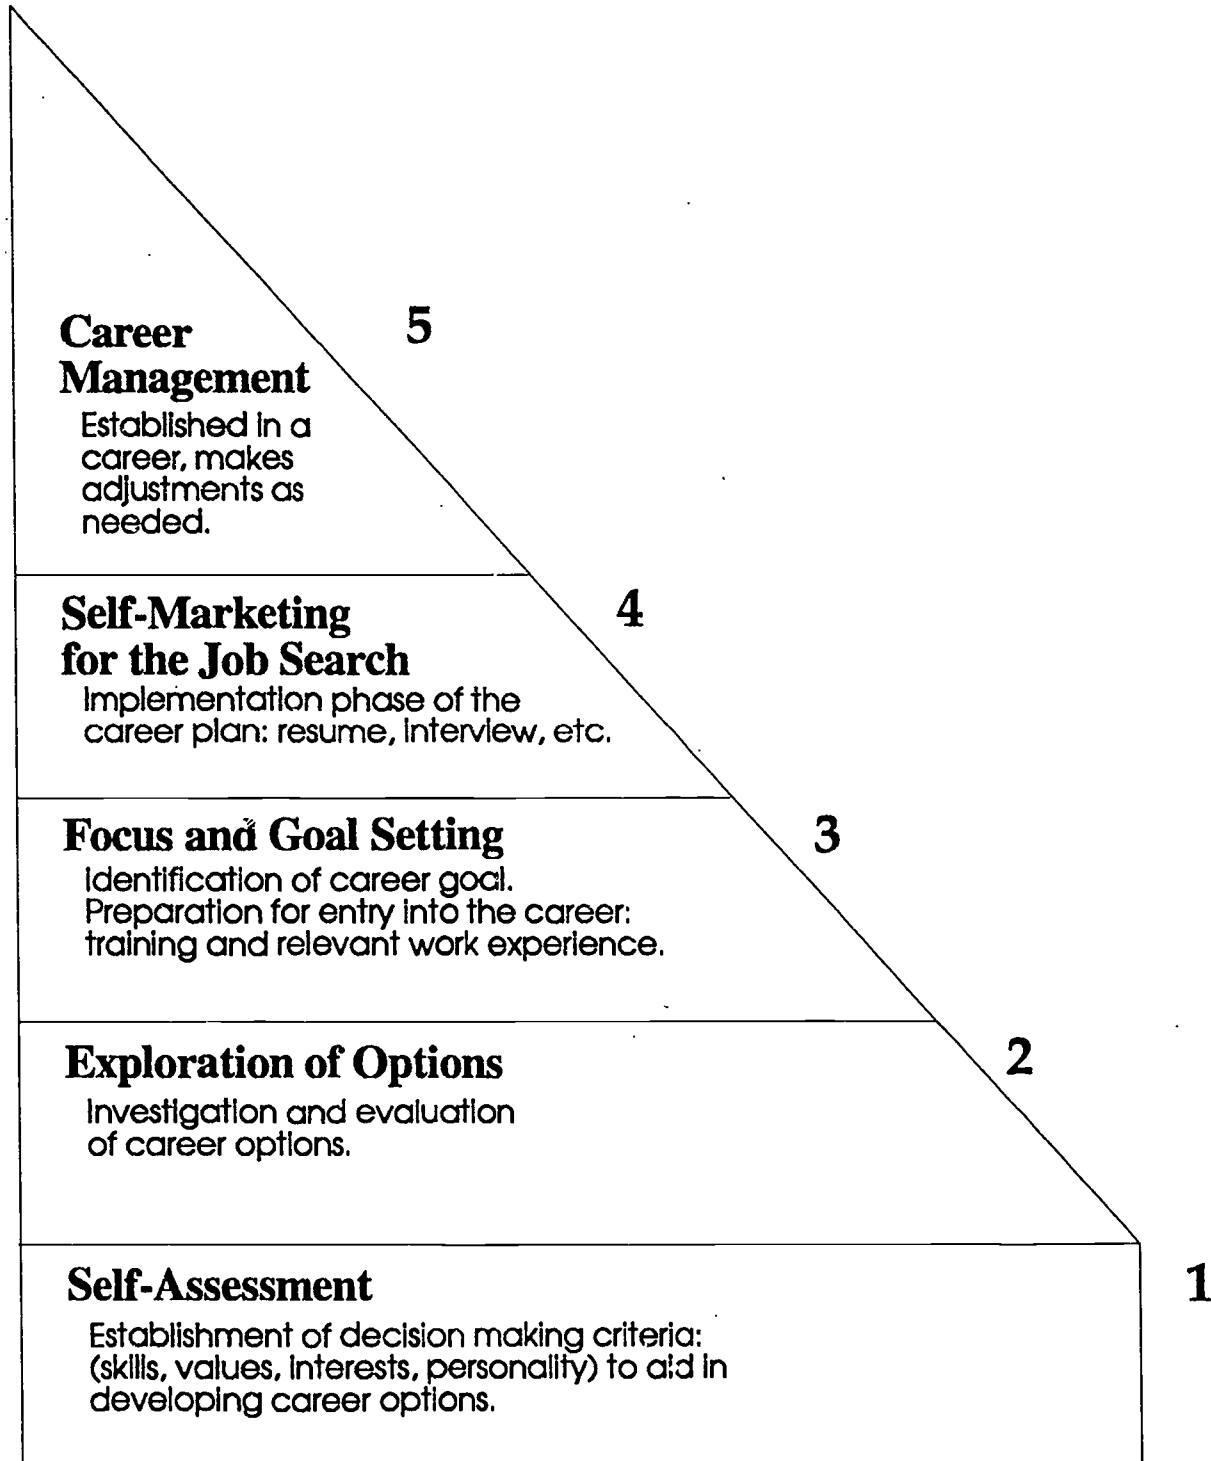 5
Career
Management
Established in a
career, makes
adjustments as
needed.
4
Self-Marketing
for the Job Search
Implementation phase of the
career plan: resume, interview, etc.
3
Focus and Goal Setting
Identification of career goal.
Preparation for entry into the career:
training and relevant work experience.
2
Exploration of Options
Investigation and evaluation
of career options.
1
Self-Assessment
Establishment of decision making criteria:
(skills, values, interests, personality) to aid in
developing career options.